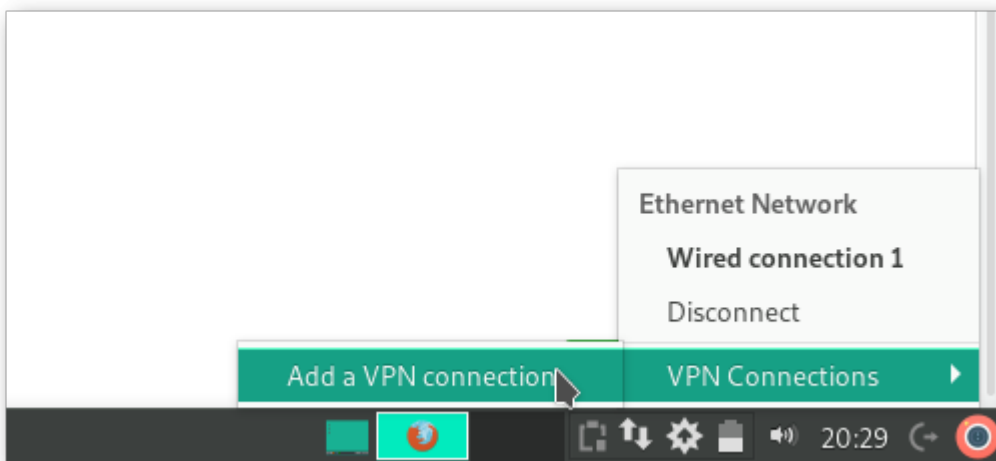 Ethernet Network
Wired connection 1
Disconnect
Add a VPN connection
VPN Connections
20:29